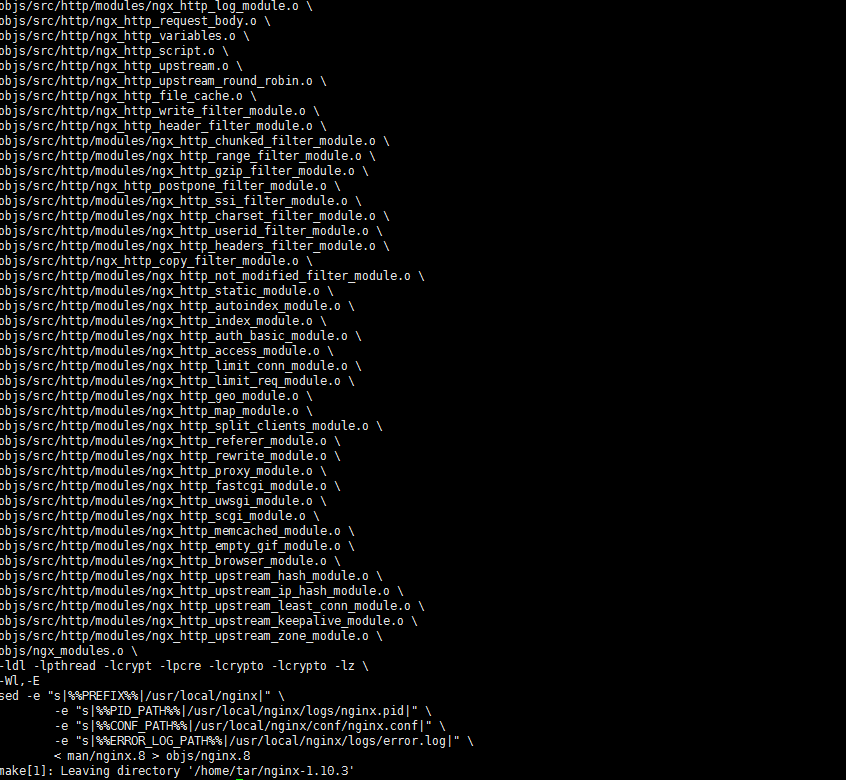 objs/src/http/modules/ngx_http_log_module.o \
objs/src/http/ngx_http_request_body.o \
objs/src/http/ngx_http_variables.o \
objs/src/http/ngx_http_script.o \
objs/src/http/ngx_http_upstream.o \
objs/src/http/ngx_http_upstream_round_robin.o \
objs/src/http/ngx_http_file_cache.o \
objs/src/http/ngx_http_write_filter_module.o \
objs/src/http/ngx_http_header_filter_module.o \
objs/src/http/modules/ngx_http_chunked_filter_module.o \
objs/src/http/modules/ngx_http_range_filter_module.o \
objs/src/http/modules/ngx_http_gzip_filter_module.o \
objs/src/http/ngx_http_postpone_filter_module.o \
objs/src/http/modules/ngx_http_ssi_filter_module.o \
objs/src/http/modules/ngx_http_charset_filter_module.o \
objs/src/http/modules/ngx_http_userid_filter_module.o \
objs/src/http/modules/ngx_http_headers_filter_module.o \
objs/src/http/ngx_http_copy_filter_module.o \
objs/src/http/modules/ngx_http_not_modified_filter_module.o \
objs/src/http/modules/ngx_http_static_module.o \
objs/src/http/modules/ngx_http_autoindex_module.o \
objs/src/http/modules/ngx_http_index_module.o \
objs/src/http/modules/ngx_http_auth_basic_module.o \
objs/src/http/modules/ngx_http_access_module.o \
objs/src/http/modules/ngx_http_limit_conn_module.o \
objs/src/http/modules/ngx_http_limit_req_module.o \
objs/src/http/modules/ngx_http_geo_module.o \
objs/src/http/modules/ngx_http_map_module.o \
objs/src/http/modules/ngx_http_split_clients_module.o \
objs/src/http/modules/ngx_http_referer_module.o \
objs/src/http/modules/ngx_http_rewrite_module.o \
objs/src/http/modules/ngx_http_proxy_module.o \
objs/src/http/modules/ngx_http_fastcgi_module.o \
objs/src/http/modules/ngx_http_uwsgi_module.o \
objs/src/http/modules/ngx_http_scgi_module.o \
objs/src/http/modules/ngx_http_memcached_module.o \
objs/src/http/modules/ngx_http_empty_gif_module.o \
objs/src/http/modules/ngx_http_browser_module.o \
objs/src/http/modules/ngx_http_upstream_hash_module.o \
objs/src/http/modules/ngx_http_upstream_ip_hash_module.o \
objs/src/http/modules/ngx_http_upstream_least_conn_module.o \
objs/src/http/modules/ngx_http_upstream_keepalive_module.o \
objs/src/http/modules/ngx_http_upstream_zone_module.o \
objs/ngx_modules.o \
-ldl -lpthread -lcrypt -lpcre -lcrypto -lcrypto -lz \
-Wl,-E
sed -e "s|%%PREFIX%%|/usr/local/nginx|" \
-e "s|%%PID_PATH%%|/usr/local/nginx/logs/nginx.pid|" \
-e "s|%%CONF_PATH%%|/usr/local/nginx/conf/nginx.conf|" \
-e "s|%%ERROR_LOG_PATH%%|/usr/local/nginx/logs/error.log|" \
< man/nginx.8 > objs/nginx.8
make[1]: Leaving directory '/home/tar/nginx-1.10.3'